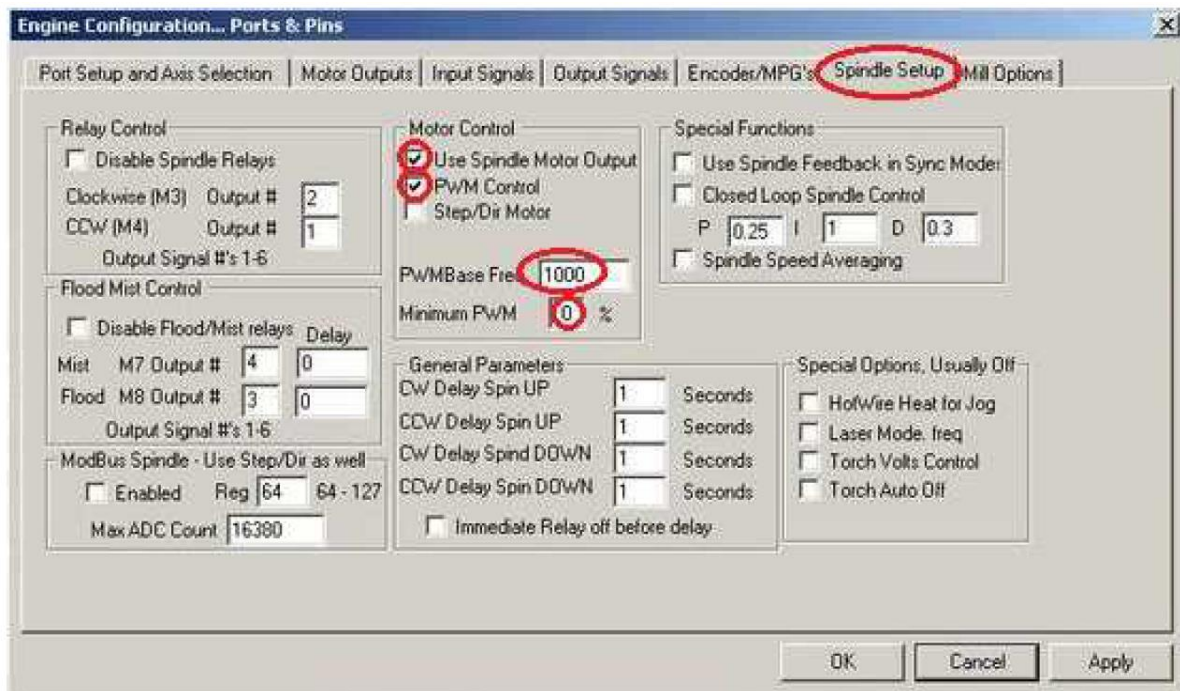 Engine Configuration... Ports & Pins
Port Setup and Axis Selection | Motor Outputs | Input Signals | Output Signals | Encoder/MPG's | Spindle Setup | Mill Options
Relay Control
Disable Spindle Relays
Clockwise (M3) Output # 2
CCW (M4) Output # 1
Output Signal #'s 1-6
Flood Mist Control
Disable Flood/Mist relays Delay
Mist M7 Output # 4 0
Flood M8 Output # 3 0
Output Signal #'s 1-6
ModBus Spindle - Use Step/Dir as well
Enabled Reg 64 64 - 127
Max ADC Count 16380
Motor Control
Use Spindle Motor Output
PWM Control
Step/Dir Motor
PWMBase Freq 1000
Minimum PWM 0 %
General Parameters
CW Delay Spin UP 1 Seconds
CCW Delay Spin UP 1 Seconds
CW Delay Spind DOWN 1 Seconds
CCW Delay Spin DOWN 1 Seconds
Immediate Relay off before delay
Special Functions
Use Spindle Feedback in Sync Modes
Closed Loop Spindle Control
P 0.25 I 1 D 0.3
Spindle Speed Averaging
Special Options, Usually Off
HotWire Heat for Jog
Laser Mode. freq
Torch Volts Control
Torch Auto Off
OK Cancel Apply